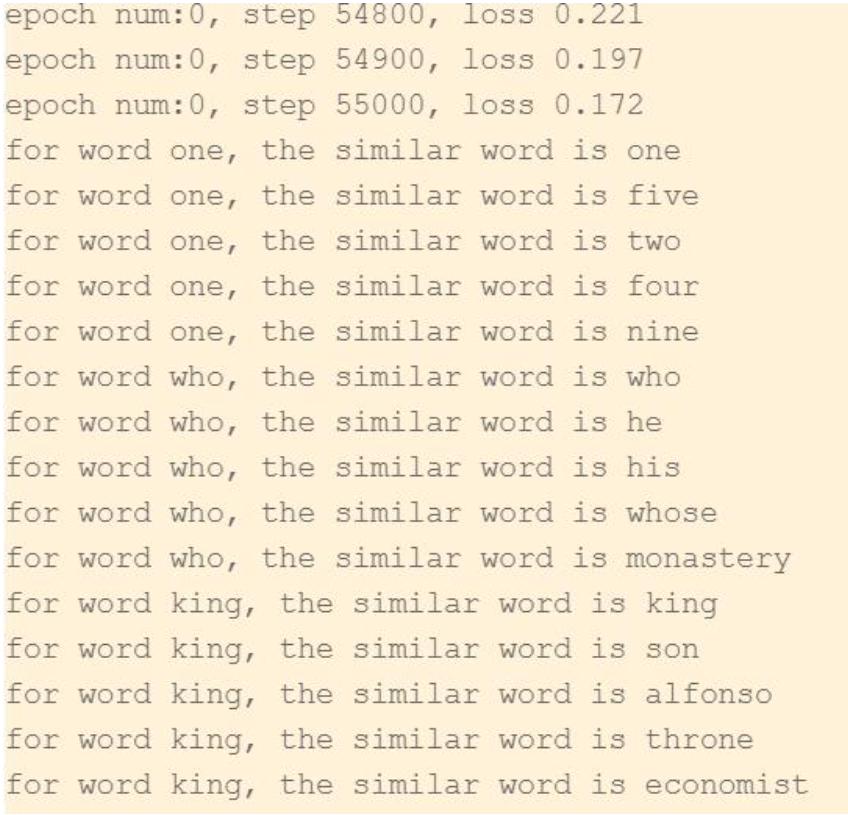 epoch num:0, step 54800, loss 0.221
epoch num:0, step 54900, loss 0.197
epoch num:0, step 55000, loss 0.172
for word one, the similar word is one
for word one, the similar word is five
for word one, the similar word is two
for word one, the similar word is four
for word one, the similar word is nine
for word who, the similar word is who
for word who, the similar word is he
for word who, the similar word is his
for word who, the similar word is whose
for word who, the similar word is monastery
for word king, the similar word is king
for word king, the similar word is son
for word king, the similar word is alfonso
for word king, the similar word is throne
for word king, the similar word is economist